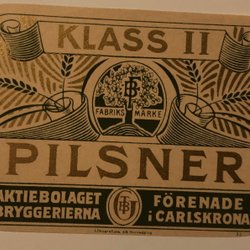 KLASS II
FABRIKS MÄRKE
PILSNER
AKTIEBOLAGET
BRYGGERIERNA
FÖRENADE
i CARLSKRONA